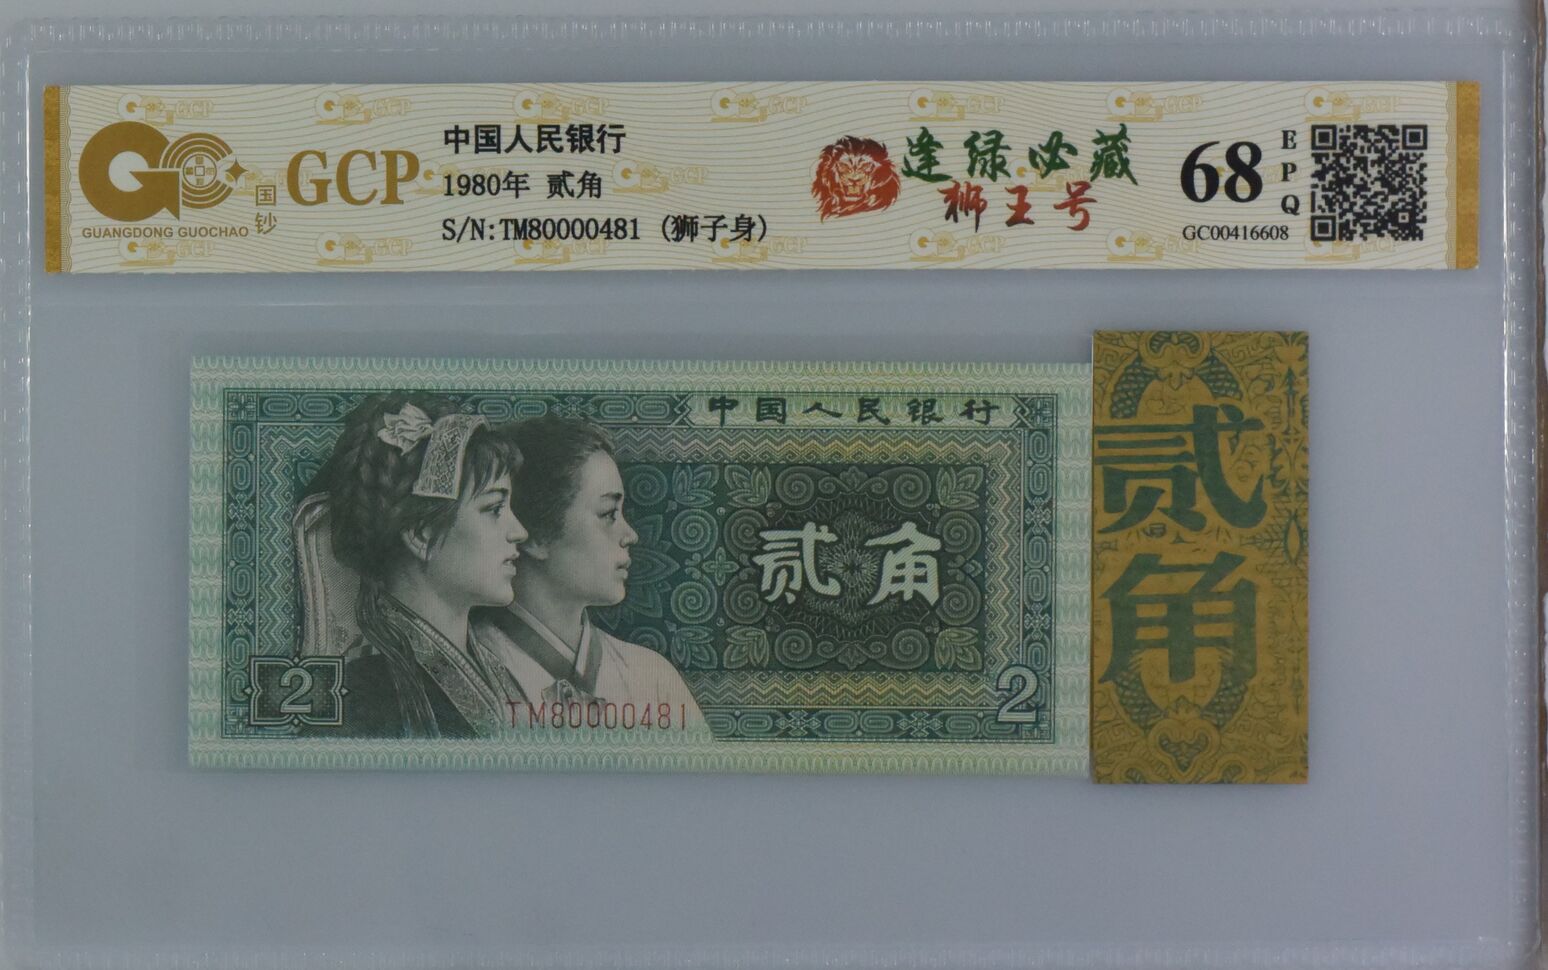 GCP
国钞
GUANGDONG GUOCHAO
中国人民银行
1980年 贰角
S/N:TM80000481 (狮子身)
逢绿必藏
狮王号
68
EPQ
GC00416608
中国人民银行
贰角
2
2
TM80000481
贰角